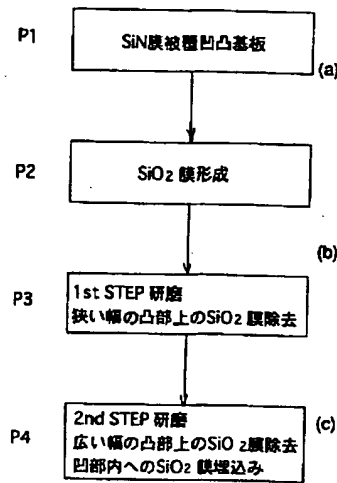 P1
SiN膜被覆凹凸基板
(a)
P2
SiO2 膜形成
(b)
P3
1st STEP 研磨
狭い幅の凸部上のSiO2 膜除去
P4
2nd STEP 研磨
広い幅の凸部上のSiO 2膜除去
凹部内へのSiO2 膜埋込み
(c)